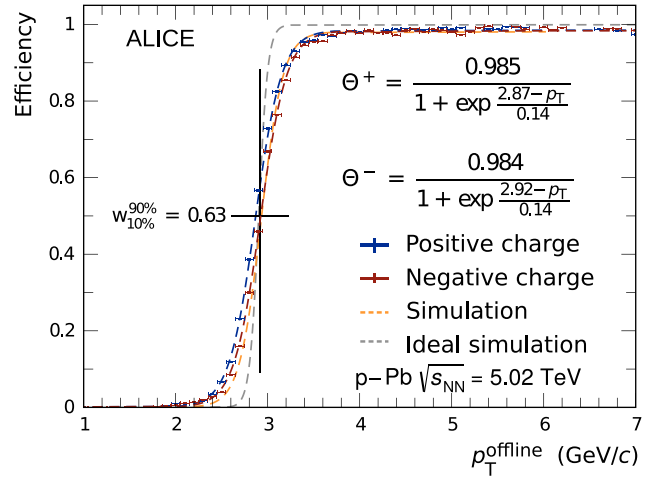 ALICE
Efficiency
1
0.8
0.6
0.4
0.2
0
Θ⁺ = 0.985 / (1 + exp (2.87−p_T)/0.14)
Θ⁻ = 0.984 / (1 + exp (2.92−p_T)/0.14)
w_{10%}^{90%} = 0.63
Positive charge
Negative charge
Simulation
Ideal simulation
p−Pb √s_NN = 5.02 TeV
1 2 3 4 5 6 7
p_T^offline (GeV/c)